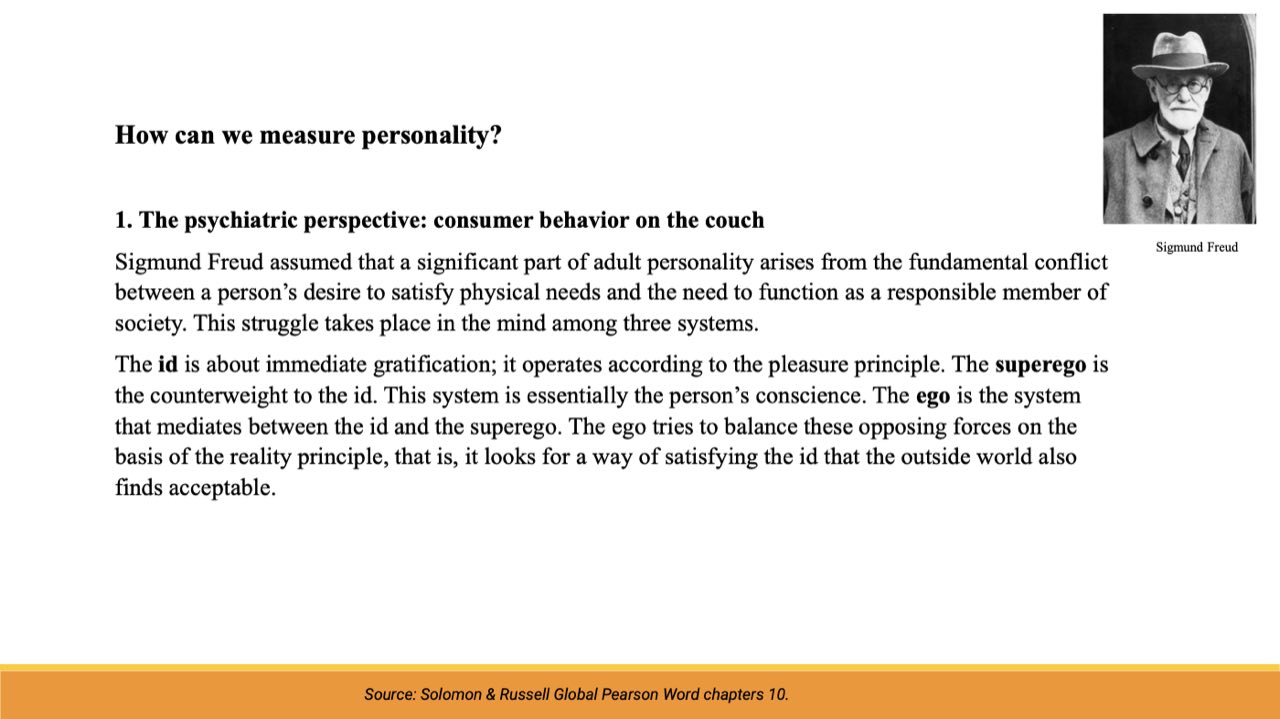 How can we measure personality?
1. The psychiatric perspective: consumer behavior on the couch
Sigmund Freud
Sigmund Freud assumed that a significant part of adult personality arises from the fundamental conflict
between a person’s desire to satisfy physical needs and the need to function as a responsible member of
society. This struggle takes place in the mind among three systems.
The id is about immediate gratification; it operates according to the pleasure principle. The superego is
the counterweight to the id. This system is essentially the person’s conscience. The ego is the system
that mediates between the id and the superego. The ego tries to balance these opposing forces on the
basis of the reality principle, that is, it looks for a way of satisfying the id that the outside world also
finds acceptable.
Source: Solomon & Russell Global Pearson Word chapters 10.